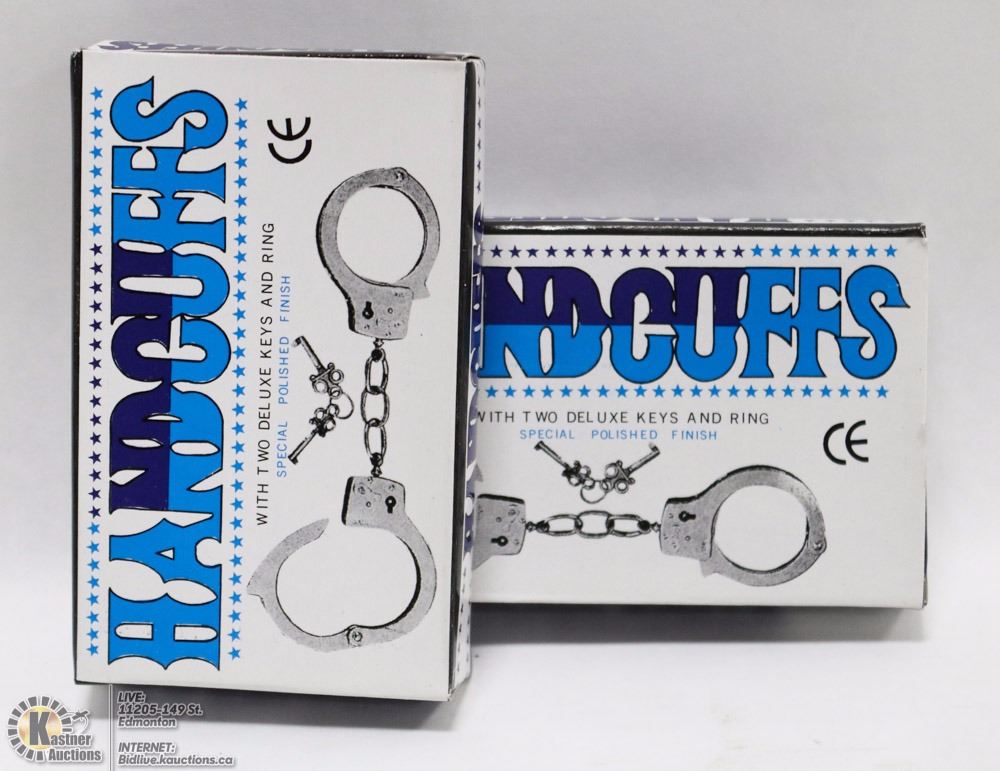 HANDCUFFS
WITH TWO DELUXE KEYS AND RING
SPECIAL POLISHED FINISH
CE
NDCUFFS
WITH TWO DELUXE KEYS AND RING
SPECIAL POLISHED FINISH
CE
Kastner
Auctions
LIVE:
11205-149 St.
Edmonton
INTERNET:
Bidlive.kauctions.ca